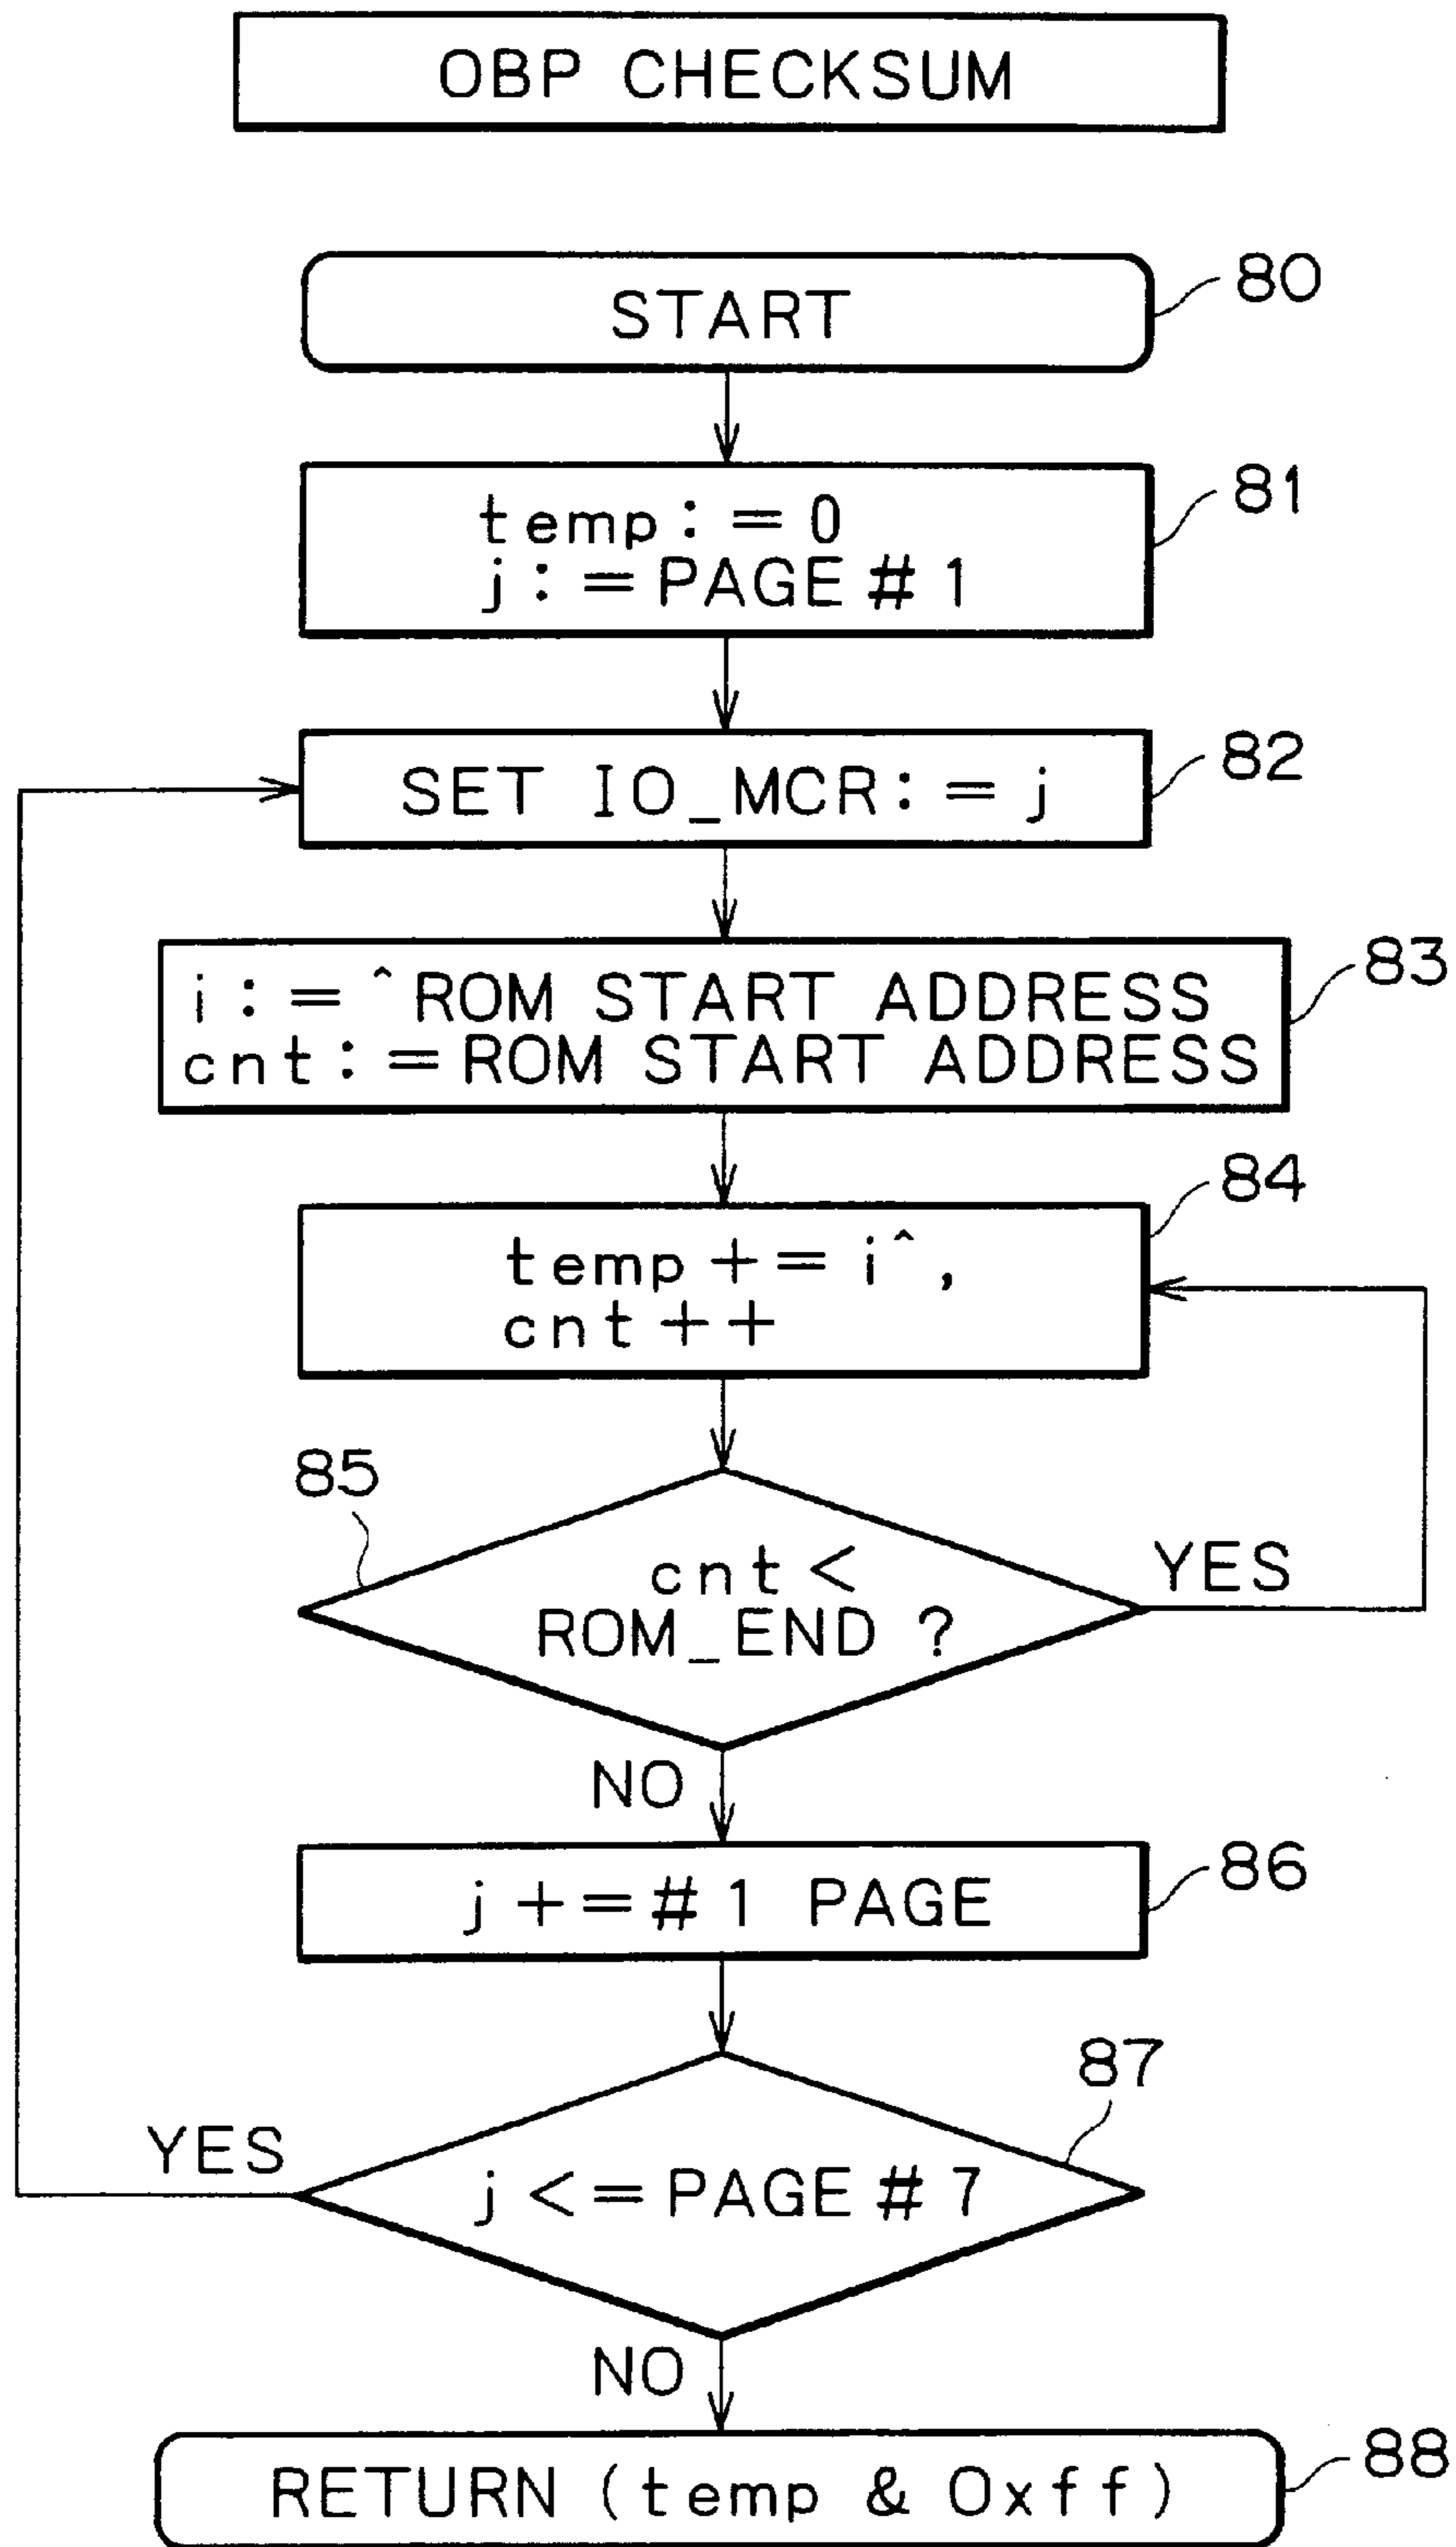 OBP CHECKSUM
START
80
temp:=0
j:=PAGE#1
81
SET IO_MCR:=j
82
i:=^ROM START ADDRESS
cnt:=ROM START ADDRESS
83
temp+=i^,
cnt++
84
85
cnt<
ROM_END ?
YES
NO
j+=#1 PAGE
86
87
YES
j<=PAGE#7
NO
RETURN (temp & 0xff)
88